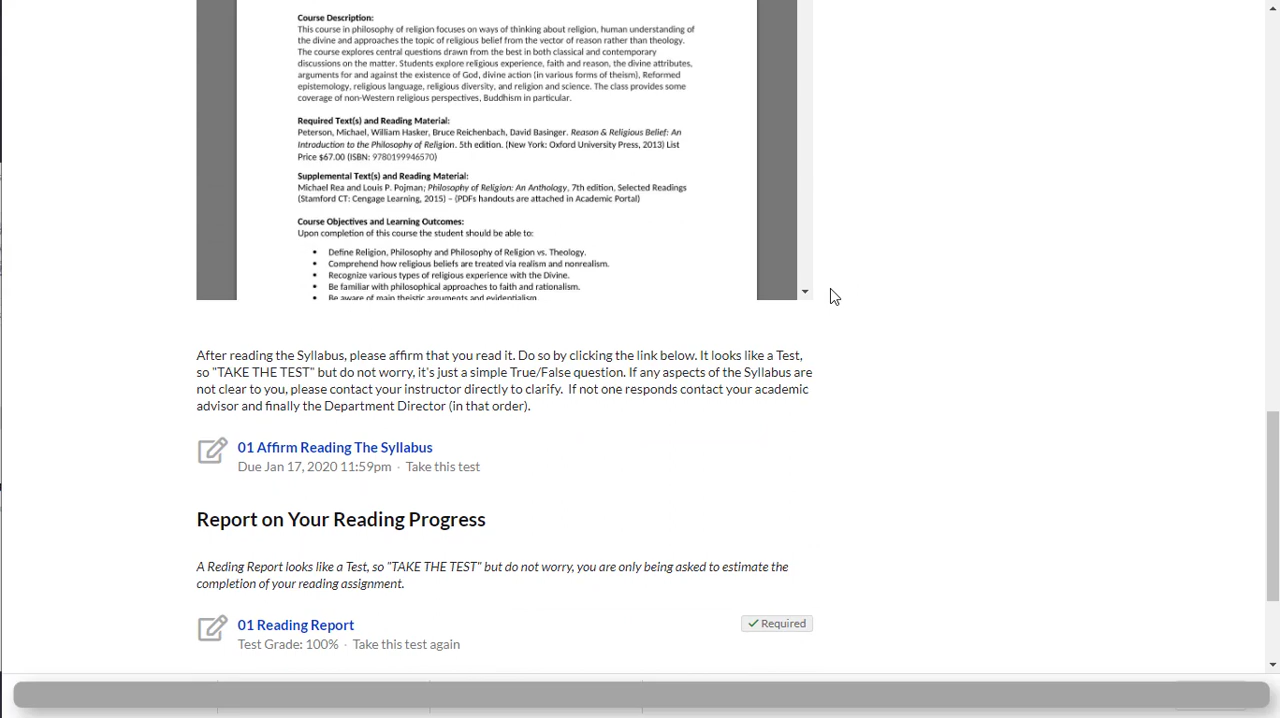 Course Description:
This course in philosophy of religion focuses on ways of thinking about religion, human understanding of
the divine and approaches the topic of religious belief from the vector of reason rather than theology.
The course explores central questions drawn from the best in both classical and contemporary
discussions on the matter. Students explore religious experience, faith and reason, the divine attributes,
arguments for and against the existence of God, divine action (in various forms of theism), Reformed
epistemology, religious language, religious diversity, and religion and science. The class provides some
coverage of non-Western religious perspectives, Buddhism in particular.
Required Text(s) and Reading Material:
Peterson, Michael, William Hasker, Bruce Reichenbach, David Basinger. Reason & Religious Belief: An
Introduction to the Philosophy of Religion. 5th edition. (New York: Oxford University Press, 2013) List
Price $67.00 (ISBN: 9780199946570)
Supplemental Text(s) and Reading Material:
Michael Rea and Louis P. Pojman; Philosophy of Religion: An Anthology, 7th edition, Selected Readings
(Stamford CT: Cengage Learning, 2015) – (PDFs handouts are attached in Academic Portal)
Course Objectives and Learning Outcomes:
Upon completion of this course the student should be able to:
• Define Religion, Philosophy and Philosophy of Religion vs. Theology.
• Comprehend how religious beliefs are treated via realism and nonrealism.
• Recognize various types of religious experience with the Divine.
• Be familiar with philosophical approaches to faith and rationalism.
• Be aware of main theistic arguments and evidentialism
After reading the Syllabus, please affirm that you read it. Do so by clicking the link below. It looks like a Test,
so "TAKE THE TEST" but do not worry, it's just a simple True/False question. If any aspects of the Syllabus are
not clear to you, please contact your instructor directly to clarify. If not one responds contact your academic
advisor and finally the Department Director (in that order).
01 Affirm Reading The Syllabus
Due Jan 17, 2020 11:59pm · Take this test
Report on Your Reading Progress
A Reding Report looks like a Test, so "TAKE THE TEST" but do not worry, you are only being asked to estimate the
completion of your reading assignment.
01 Reading Report
Required
Test Grade: 100% · Take this test again